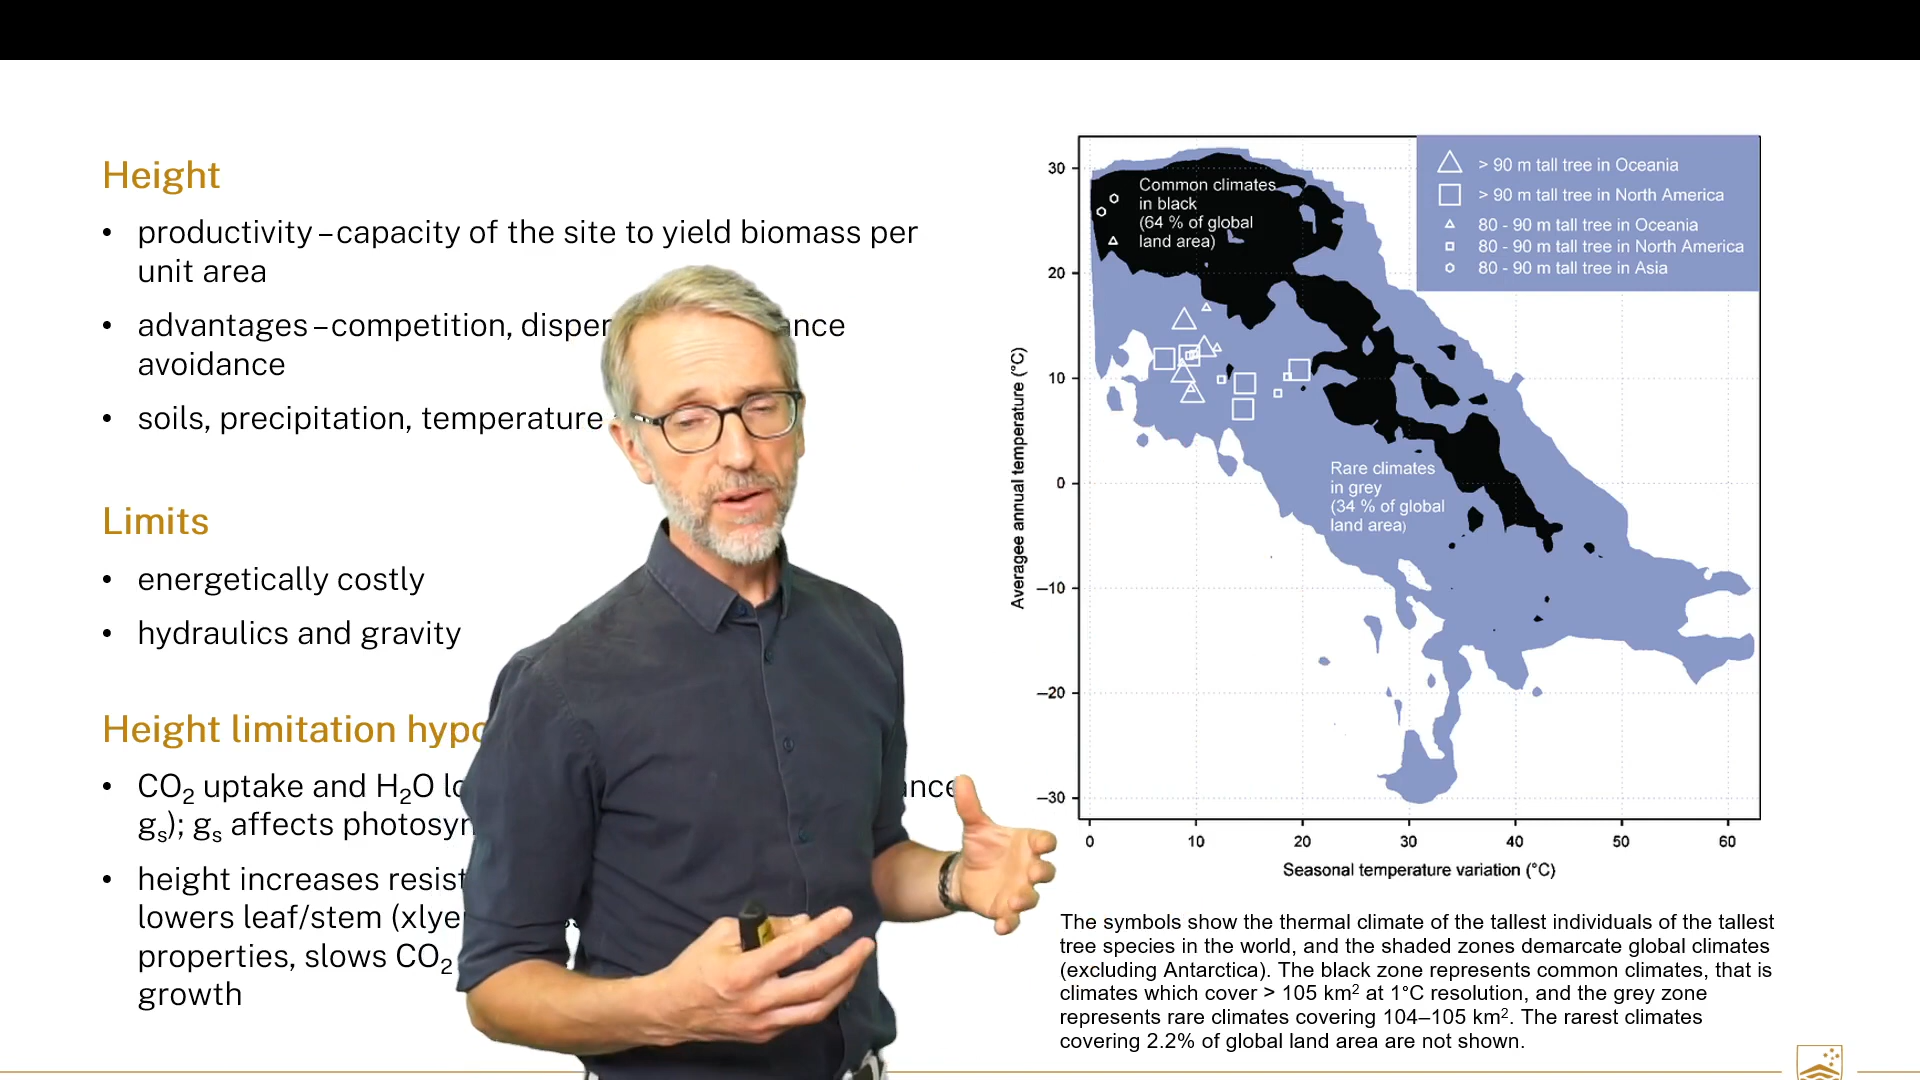 Height
• productivity – capacity of the site to yield biomass per
unit area
• advantages – competition,
avoidance
• soils, precipitation, temperature
Limits
• energetically costly
• hydraulics and gravity
Height limitation
• CO₂ uptake and H₂O
gₛ); gₛ affects
• height increases
lowers leaf/stem
properties, slows CO₂
growth
> 90 m tall tree in Oceania
> 90 m tall tree in North America
80 - 90 m tall tree in Oceania
80 - 90 m tall tree in North America
80 - 90 m tall tree in Asia
Common climates
in black
(64 % of global
land area)
Rare climates
in grey
(34 % of global
land area)
Averagee annual temperature (°C)
30
20
10
0
–10
–20
–30
0 10 20 30 40 50 60
Seasonal temperature variation (°C)
The symbols show the thermal climate of the tallest individuals of the tallest
tree species in the world, and the shaded zones demarcate global climates
(excluding Antarctica). The black zone represents common climates, that is
climates which cover > 105 km² at 1°C resolution, and the grey zone
represents rare climates covering 104–105 km². The rarest climates
covering 2.2% of global land area are not shown.